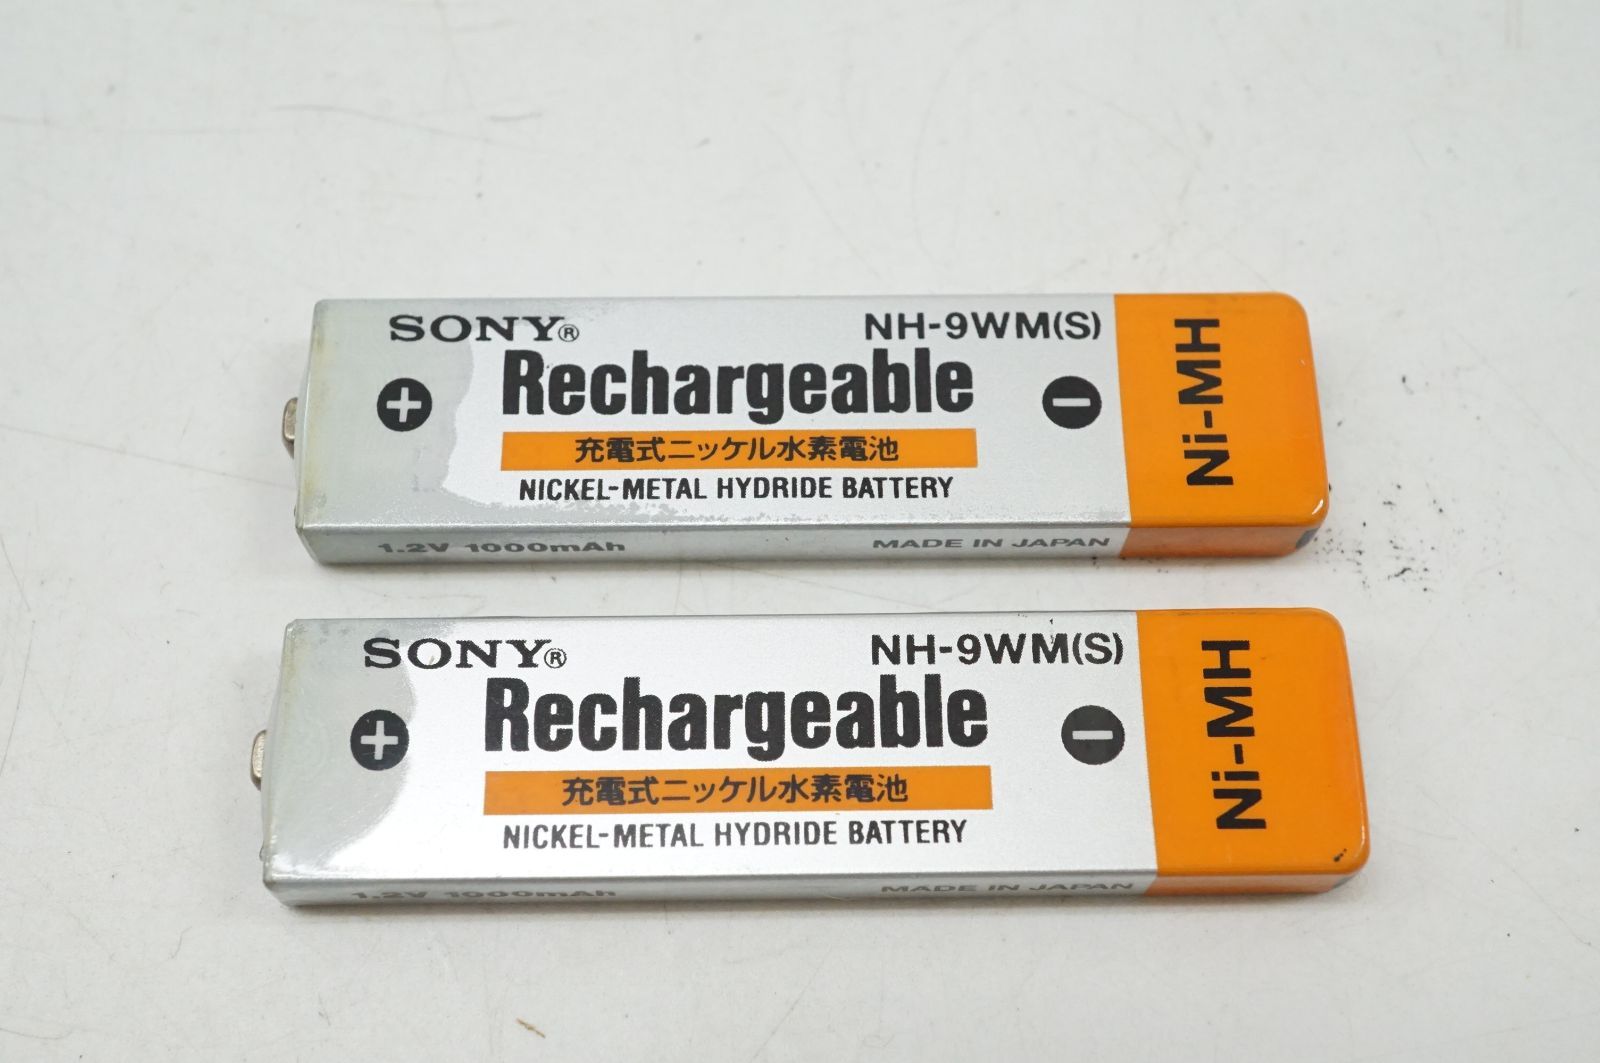 SONY® NH-9WM(S)
Rechargeable
充電式ニッケル水素電池
NICKEL-METAL HYDRIDE BATTERY
Ni-MH
1.2V 1000mAh MADE IN JAPAN
SONY® NH-9WM(S)
Rechargeable
充電式ニッケル水素電池
NICKEL-METAL HYDRIDE BATTERY
Ni-MH
1.2V 1000mAh MADE IN JAPAN